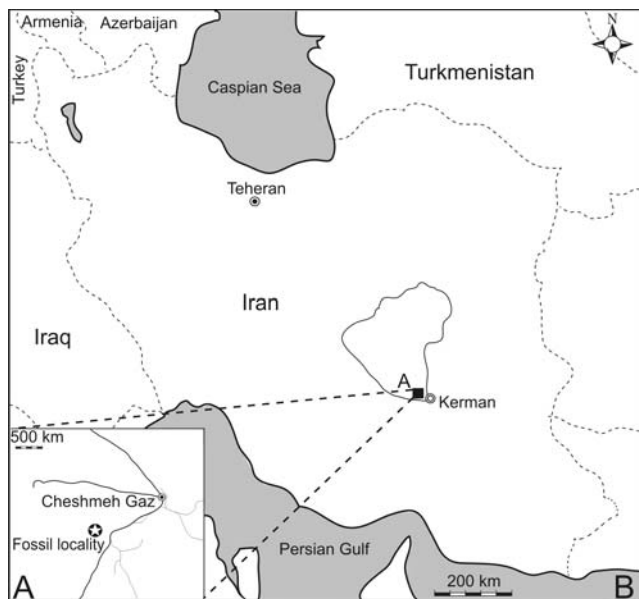 Armenia
Azerbaijan
N
Turkey
Caspian Sea
Turkmenistan
Teheran
Iran
Iraq
A
Kerman
500 km
Cheshmeh Gaz
Fossil locality
Persian Gulf
200 km
A
B